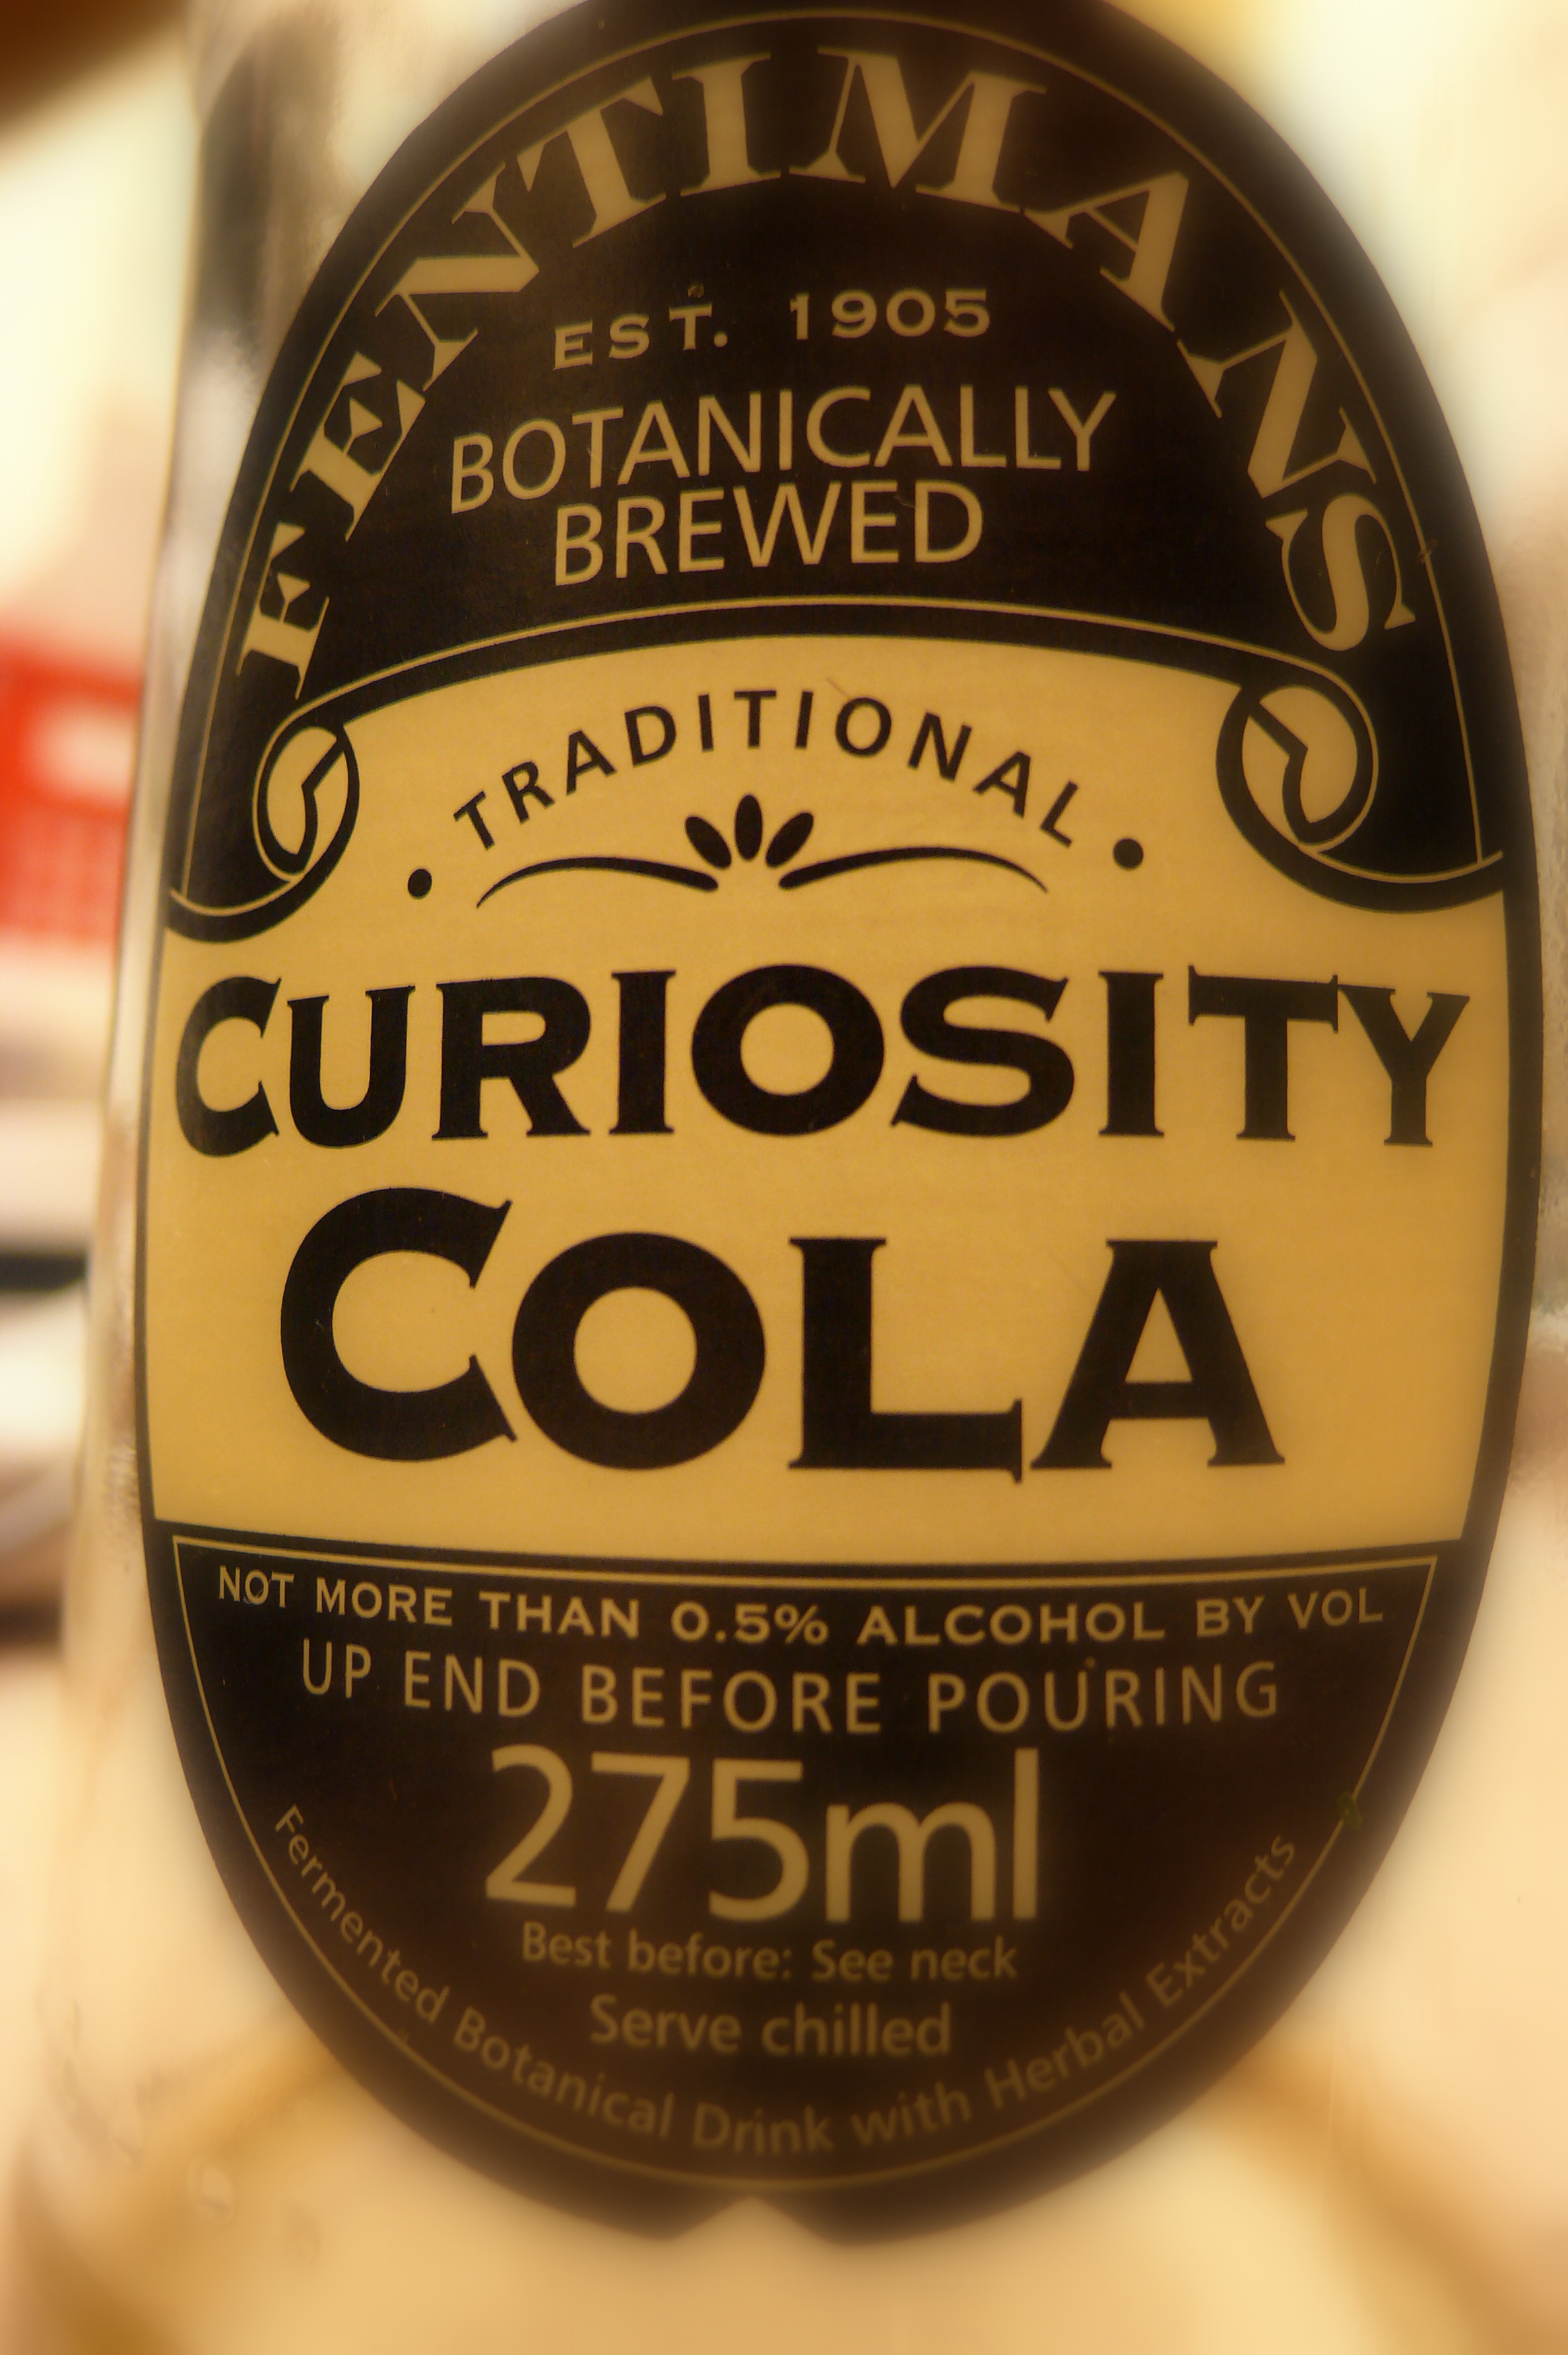 FENTIMANS
EST. 1905
BOTANICALLY
BREWED
• TRADITIONAL •
CURIOSITY
COLA
NOT MORE THAN 0.5% ALCOHOL BY VOL
UP END BEFORE POURING
275ml
Best before: See neck
Serve chilled
Fermented Botanical Drink with Herbal Extracts